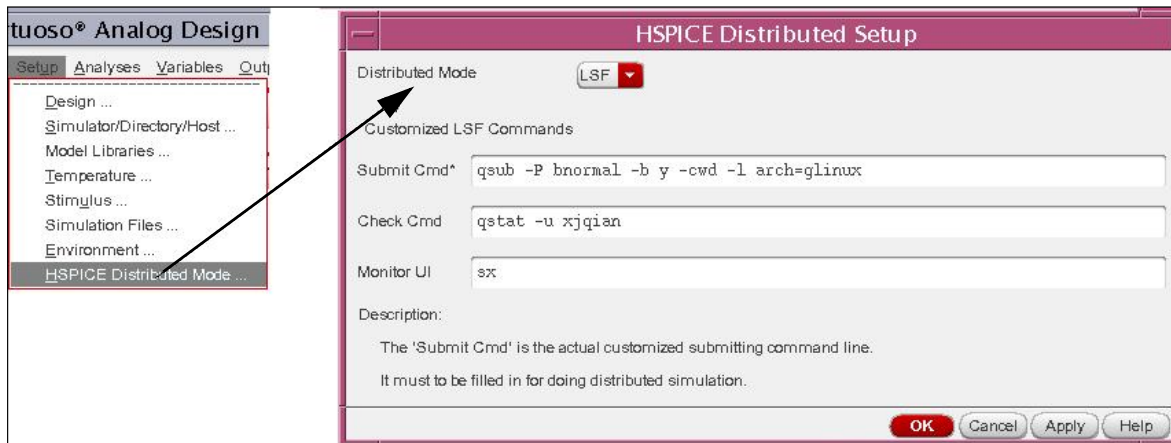 tuoso® Analog Design
Setup Analyses Variables Outp
Design ...
Simulator/Directory/Host ...
Model Libraries ...
Temperature ...
Stimulus ...
Simulation Files ...
Environment ...
HSPICE Distributed Mode ...
HSPICE Distributed Setup
Distributed Mode LSF
Customized LSF Commands
Submit Cmd* qsub -P bnormal -b y -cwd -l arch=glinux
Check Cmd qstat -u xjqian
Monitor UI sx
Description:
The 'Submit Cmd' is the actual customized submitting command line.
It must to be filled in for doing distributed simulation.
OK Cancel Apply Help